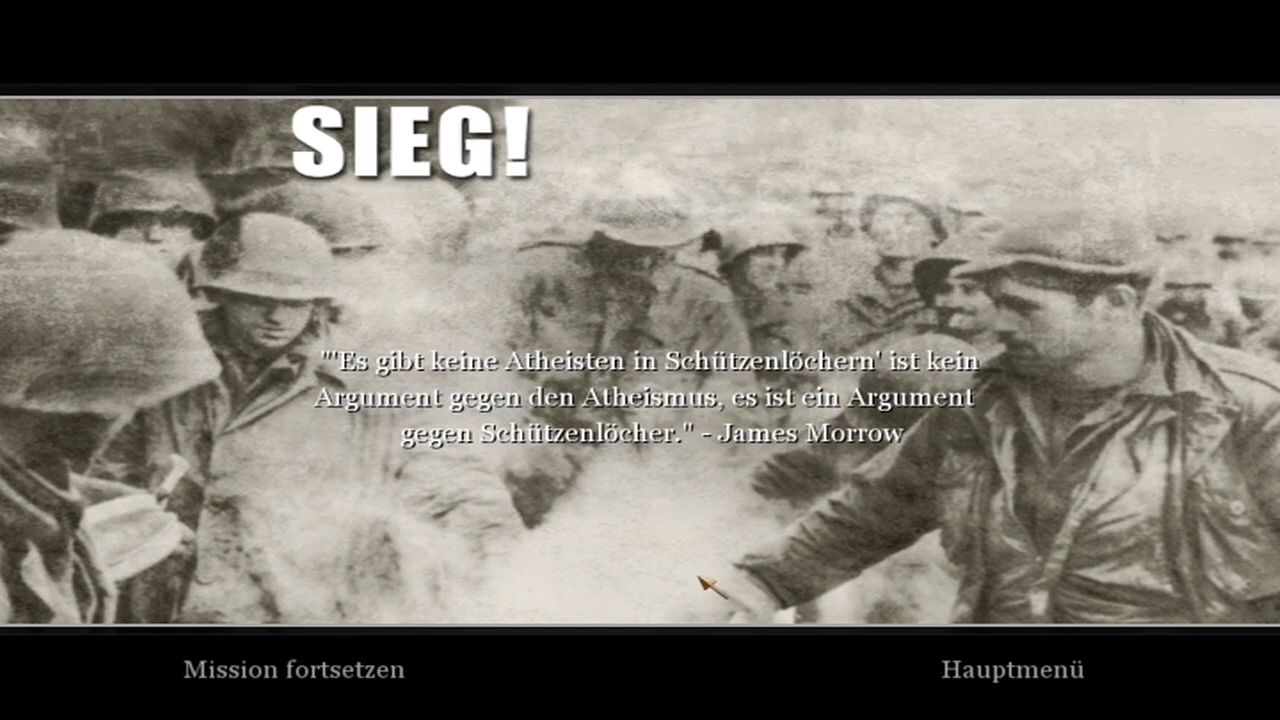 SIEG!
"'Es gibt keine Atheisten in Schützenlöchern' ist kein
Argument gegen den Atheismus, es ist ein Argument
gegen Schützenlöcher." - James Morrow
Mission fortsetzen
Hauptmenü